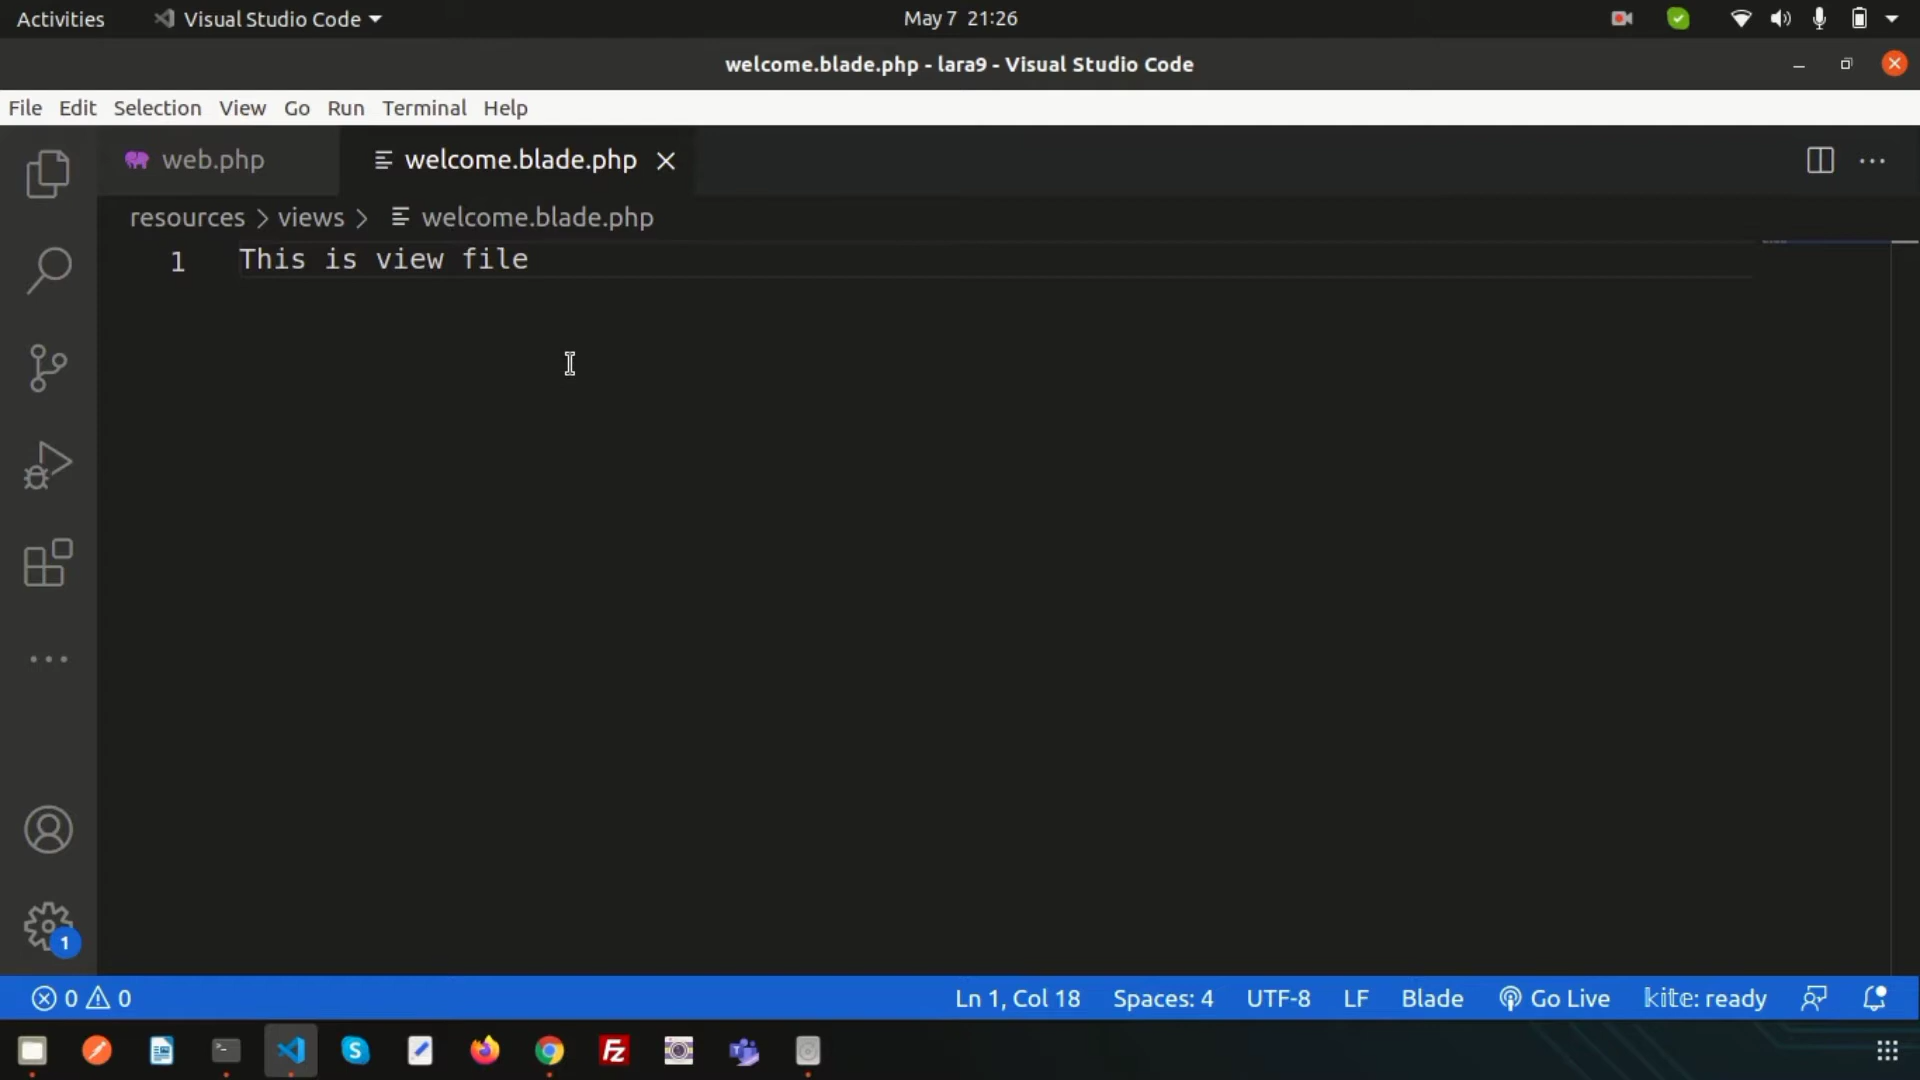 Activities Visual Studio Code May 7 21:26
welcome.blade.php - lara9 - Visual Studio Code
File Edit Selection View Go Run Terminal Help
web.php welcome.blade.php
resources > views > welcome.blade.php
1 This is view file
1
0 0 Ln 1, Col 18 Spaces: 4 UTF-8 LF Blade Go Live kite: ready